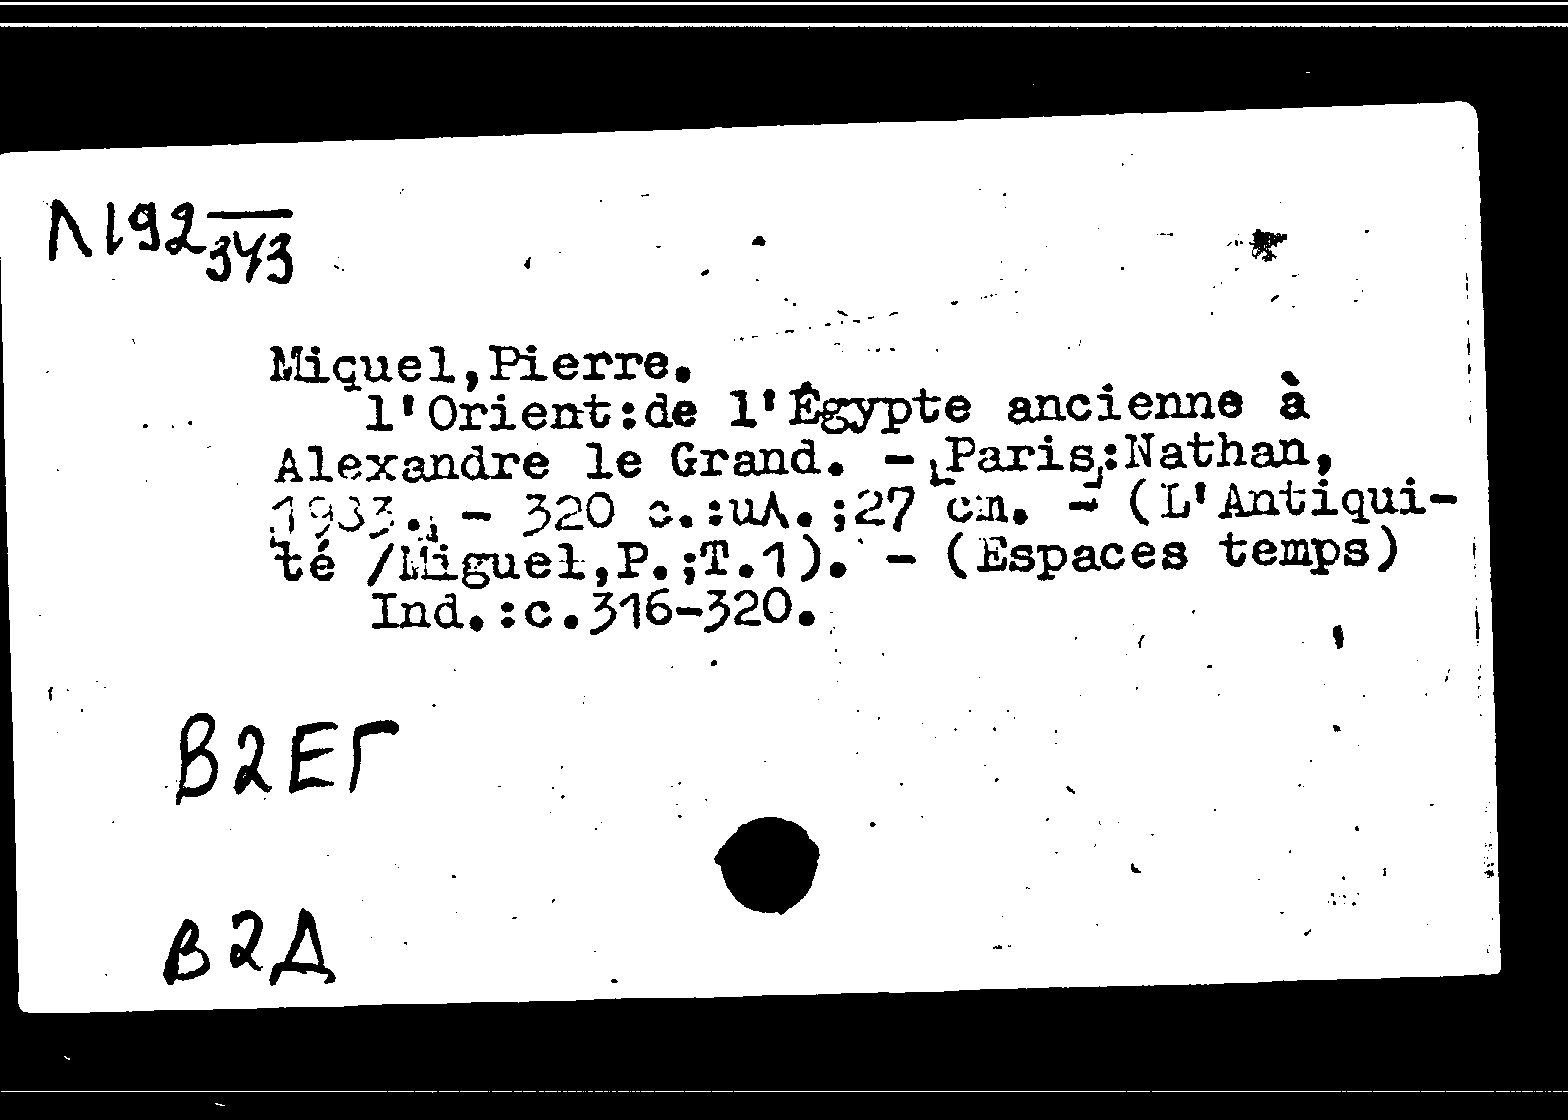 Л192 343
Miquel,Pierre.
l'Orient:de l'Égypte ancienne à
Alexandre le Grand. - [Paris]:Nathan,
[1983.] - 320 c.:ил.;27 cm. - (L'Antiqui-
té /Miguel,P.;T.1). - (Espaces temps)
Ind.:c.316-320.
В2ЕГ
В2Д